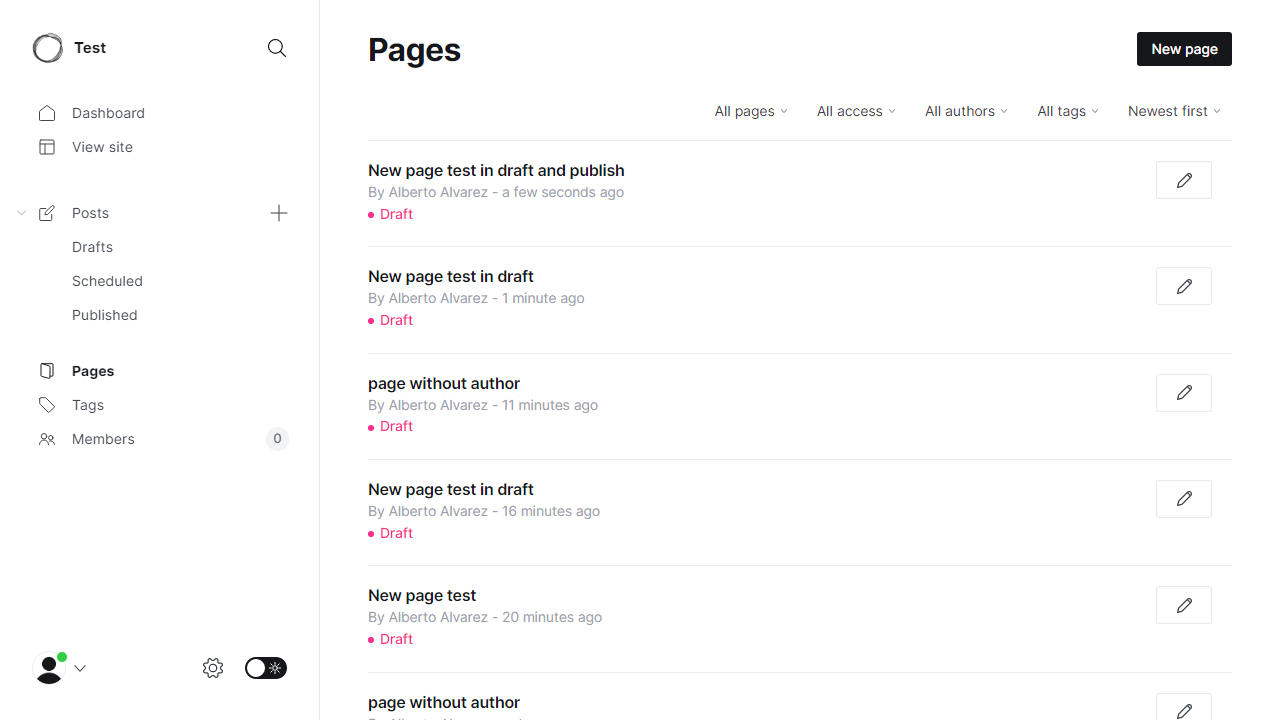 Test
Dashboard
View site
Posts
Drafts
Scheduled
Published
Pages
Tags
Members 0
Pages
New page
All pages All access All authors All tags Newest first
New page test in draft and publish
By Alberto Alvarez - a few seconds ago
Draft
New page test in draft
By Alberto Alvarez - 1 minute ago
Draft
page without author
By Alberto Alvarez - 11 minutes ago
Draft
New page test in draft
By Alberto Alvarez - 16 minutes ago
Draft
New page test
By Alberto Alvarez - 20 minutes ago
Draft
page without author